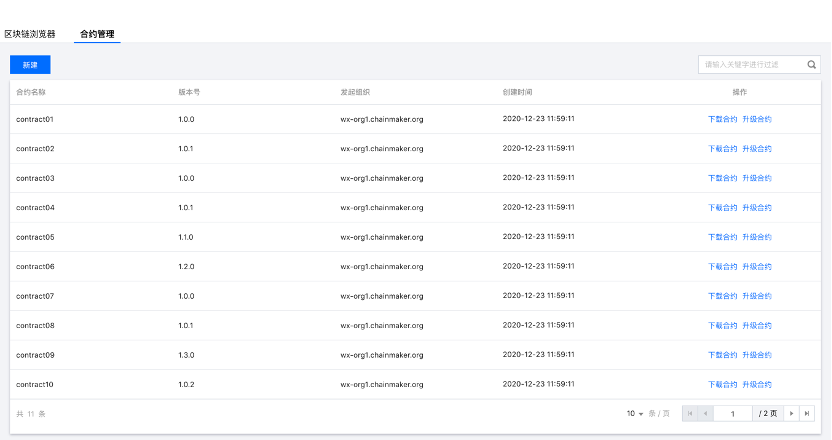 区块链浏览器 合约管理
新建 请输入关键字进行过滤
合约名称 版本号 发起组织 创建时间 操作
contract01 1.0.0 wx-org1.chainmaker.org 2020-12-23 11:59:11 下载合约 升级合约
contract02 1.0.1 wx-org1.chainmaker.org 2020-12-23 11:59:11 下载合约 升级合约
contract03 1.0.0 wx-org1.chainmaker.org 2020-12-23 11:59:11 下载合约 升级合约
contract04 1.0.1 wx-org1.chainmaker.org 2020-12-23 11:59:11 下载合约 升级合约
contract05 1.1.0 wx-org1.chainmaker.org 2020-12-23 11:59:11 下载合约 升级合约
contract06 1.2.0 wx-org1.chainmaker.org 2020-12-23 11:59:11 下载合约 升级合约
contract07 1.0.0 wx-org1.chainmaker.org 2020-12-23 11:59:11 下载合约 升级合约
contract08 1.0.1 wx-org1.chainmaker.org 2020-12-23 11:59:11 下载合约 升级合约
contract09 1.3.0 wx-org1.chainmaker.org 2020-12-23 11:59:11 下载合约 升级合约
contract10 1.0.2 wx-org1.chainmaker.org 2020-12-23 11:59:11 下载合约 升级合约
共 11 条 10 条 / 页 1 / 2 页